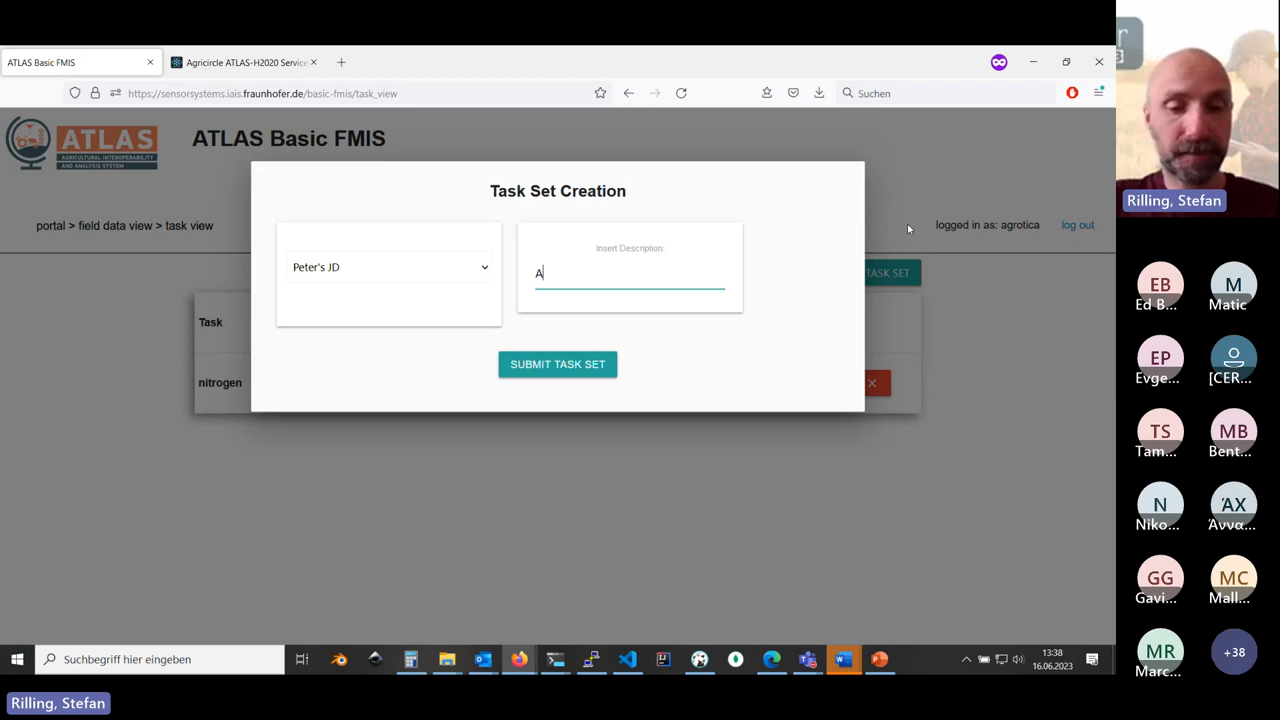 ATLAS Basic FMIS
Agricircle ATLAS-H2020 Service
https://sensorsystems.iais.fraunhofer.de/basic-fmis/task_view
Suchen
ATLAS
AGRICULTURAL INTEROPERABILITY
AND ANALYSIS SYSTEM
ATLAS Basic FMIS
Task Set Creation
portal > field data view > task view
logged in as: agrotica
log out
Peter's JD
Insert Description:
A
TASK SET
Task
SUBMIT TASK SET
nitrogen
Rilling, Stefan
EB
Ed B...
M
Matic
EP
Evge...
[CER...
TS
Tam...
MB
Bent...
N
Niko...
ΆΧ
Άννα...
GG
Gavi...
MC
Mall...
MR
Marc...
+38
Suchbegriff hier eingeben
13:38
16.06.2023
Rilling, Stefan